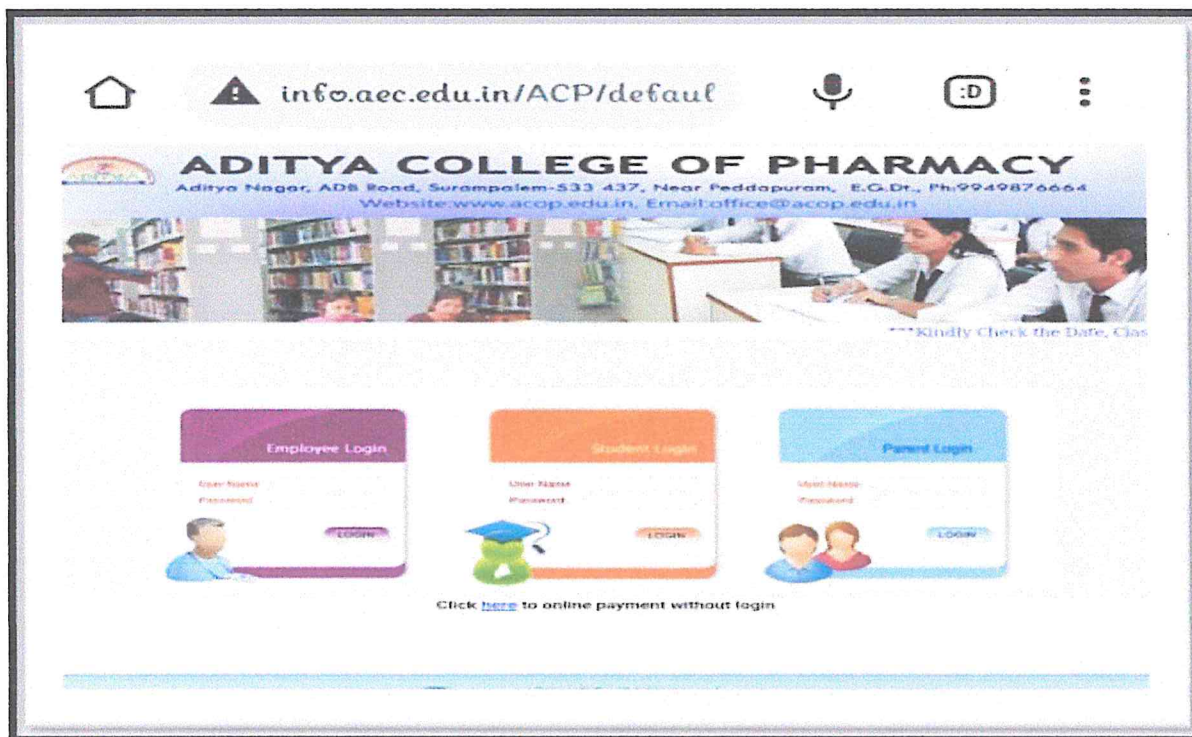 info.aec.edu.in/ACP/defaul
:D
ADITYA
ADITYA COLLEGE OF PHARMACY
Aditya Nagar, ADB Road, Surampalem-533 437, Near Peddapuram, E.G.Dt., Ph:9949876664
Website:www.acop.edu.in, Email:office@acop.edu.in
***Kindly Check the Date, Clas
Employee Login
User Name
Password
LOGIN
Student Login
User Name
Password
LOGIN
Parent Login
User Name
Password
LOGIN
Click here to online payment without login